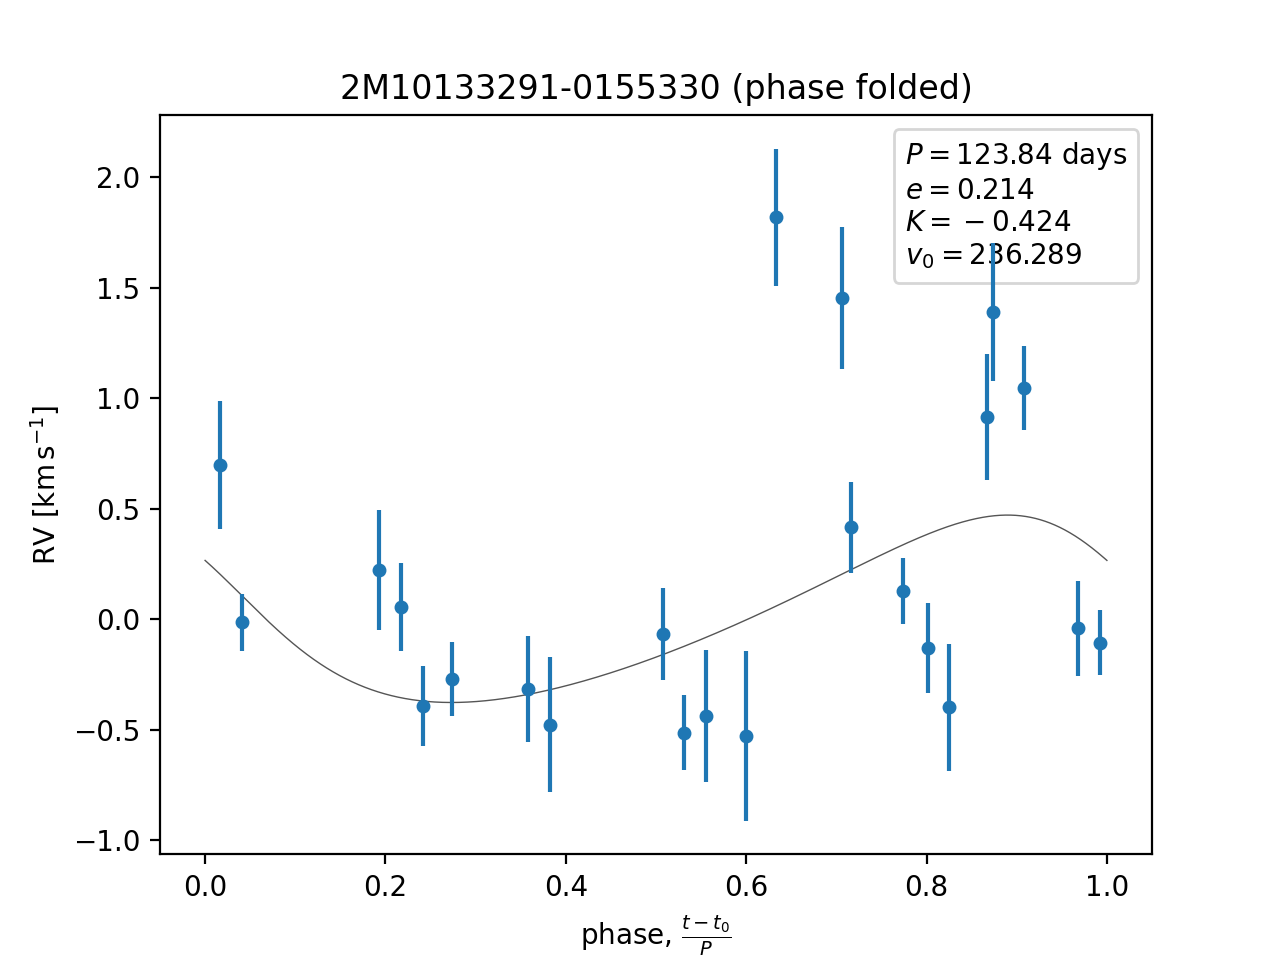 2M10133291-0155330 (phase folded)
P = 123.84 days
e = 0.214
K = −0.424
v₀ = 236.289
RV [km s⁻¹]
2.0
1.5
1.0
0.5
0.0
−0.5
−1.0
0.0 0.2 0.4 0.6 0.8 1.0
phase, (t − t₀)/P